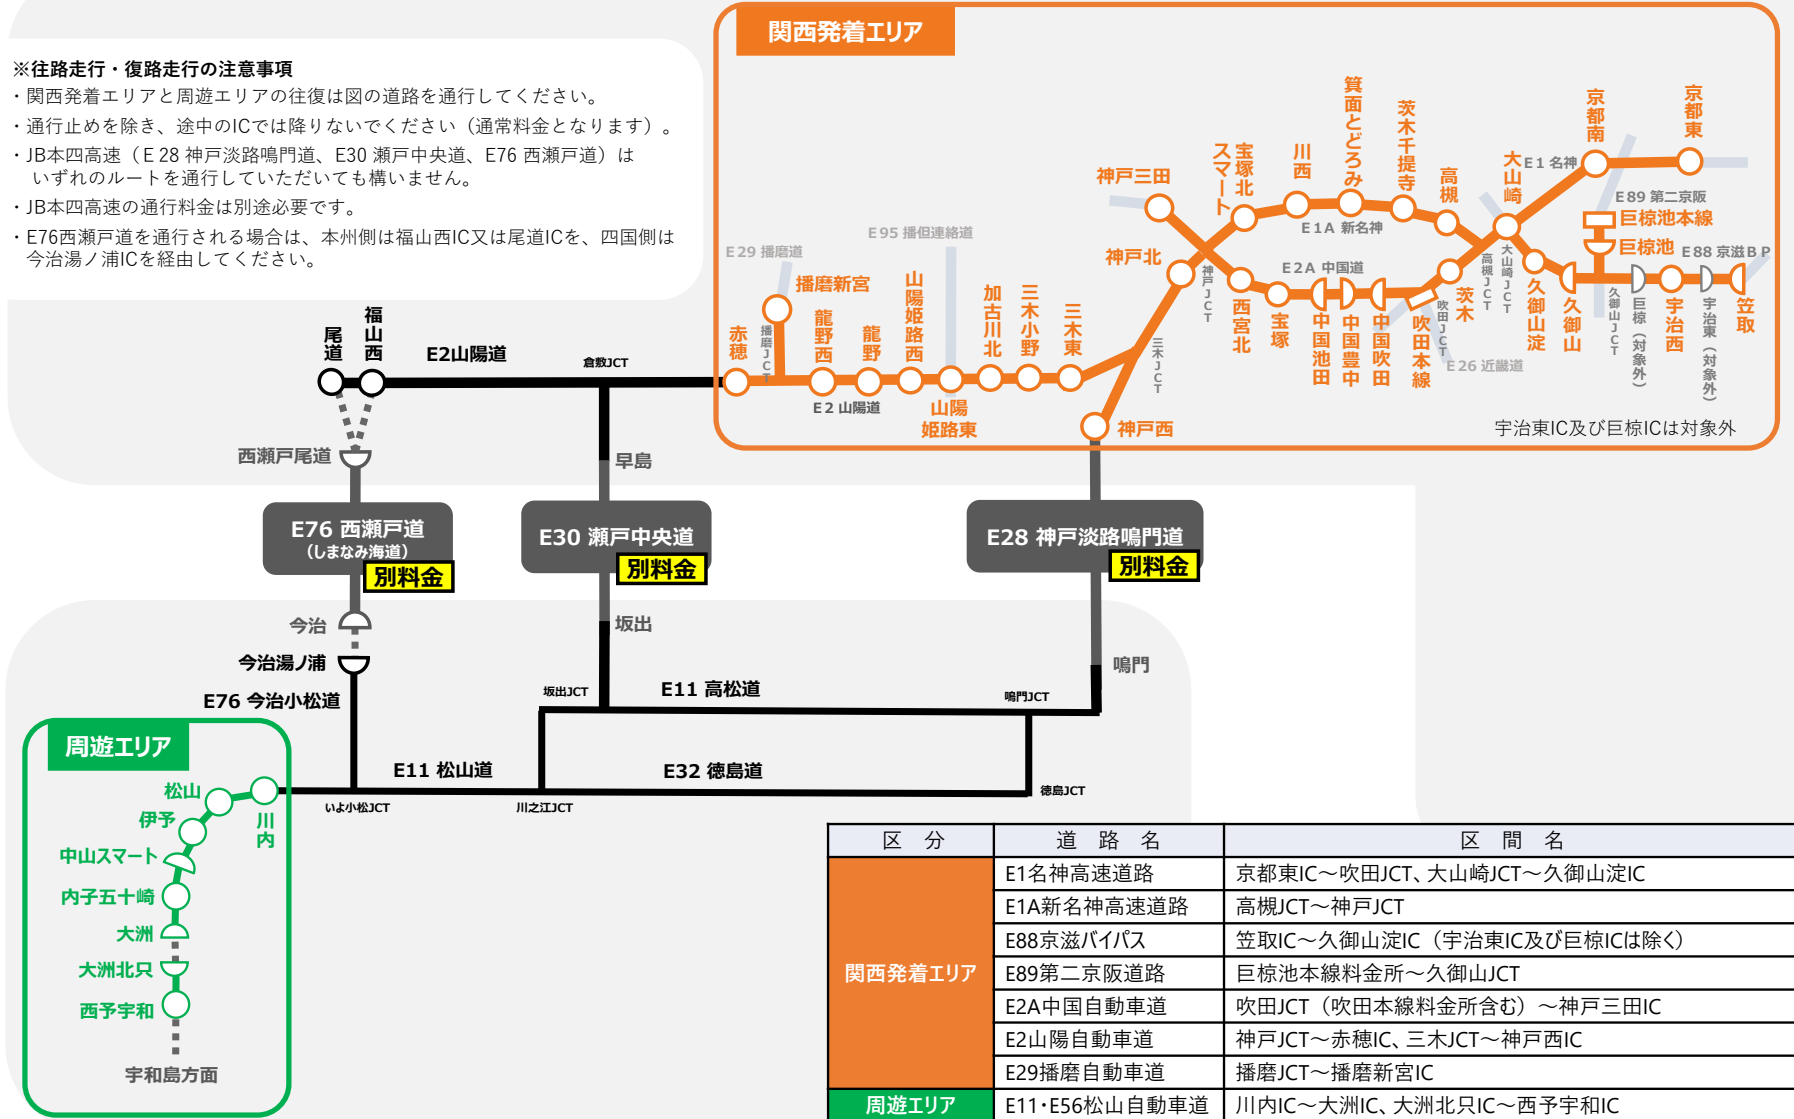 関西発着エリア
※往路走行・復路走行の注意事項
・関西発着エリアと周遊エリアの往復は図の道路を通行してください。
・通行止めを除き、途中のICでは降りないでください（通常料金となります）。
・JB本四高速（E 28 神戸淡路鳴門道、E30 瀬戸中央道、E76 西瀬戸道）は
いずれのルートを通行していただいても構いません。
・JB本四高速の通行料金は別途必要です。
・E76西瀬戸道を通行される場合は、本州側は福山西IC又は尾道ICを、四国側は
今治湯ノ浦ICを経由してください。
尾道
福山西
E2山陽道
倉敷JCT
赤穂
E29 播磨道
播磨新宮
播磨JCT
龍野西
龍野
山陽姫路西
E95 播但連絡道
山陽
姫路東
加古川北
三木小野
三木東
E2 山陽道
三木JCT
神戸西
神戸北
神戸三田
神戸JCT
宝塚北
スマート
川西
箕面とどろみ
茨木千提寺
高槻
E1A 新名神
高槻JCT
西宮北
宝塚
E2A 中国道
中国池田
中国豊中
中国吹田
吹田本線
吹田JCT
茨木
E26 近畿道
大山崎
大山崎JCT
E1 名神
京都南
京都東
E89 第二京阪
巨椋池本線
巨椋池
E88 京滋BP
久御山淀
久御山
久御山JCT
巨椋（対象外）
宇治西
宇治東（対象外）
笠取
宇治東IC及び巨椋ICは対象外
西瀬戸尾道
早島
E76 西瀬戸道
（しまなみ海道）
別料金
E30 瀬戸中央道
別料金
E28 神戸淡路鳴門道
別料金
今治
坂出
今治湯ノ浦
鳴門
E76 今治小松道
坂出JCT
E11 高松道
鳴門JCT
周遊エリア
E11 松山道
E32 徳島道
いよ小松JCT
川之江JCT
徳島JCT
松山
川内
伊予
中山スマート
内子五十崎
大洲
大洲北只
西予宇和
宇和島方面
区 分 道 路 名 区 間 名
関西発着エリア
E1名神高速道路 京都東IC～吹田JCT、大山崎JCT～久御山淀IC
E1A新名神高速道路 高槻JCT～神戸JCT
E88京滋バイパス 笠取IC～久御山淀IC（宇治東IC及び巨椋ICは除く）
E89第二京阪道路 巨椋池本線料金所～久御山JCT
E2A中国自動車道 吹田JCT（吹田本線料金所含む）～神戸三田IC
E2山陽自動車道 神戸JCT～赤穂IC、三木JCT～神戸西IC
E29播磨自動車道 播磨JCT～播磨新宮IC
周遊エリア E11・E56松山自動車道 川内IC～大洲IC、大洲北只IC～西予宇和IC